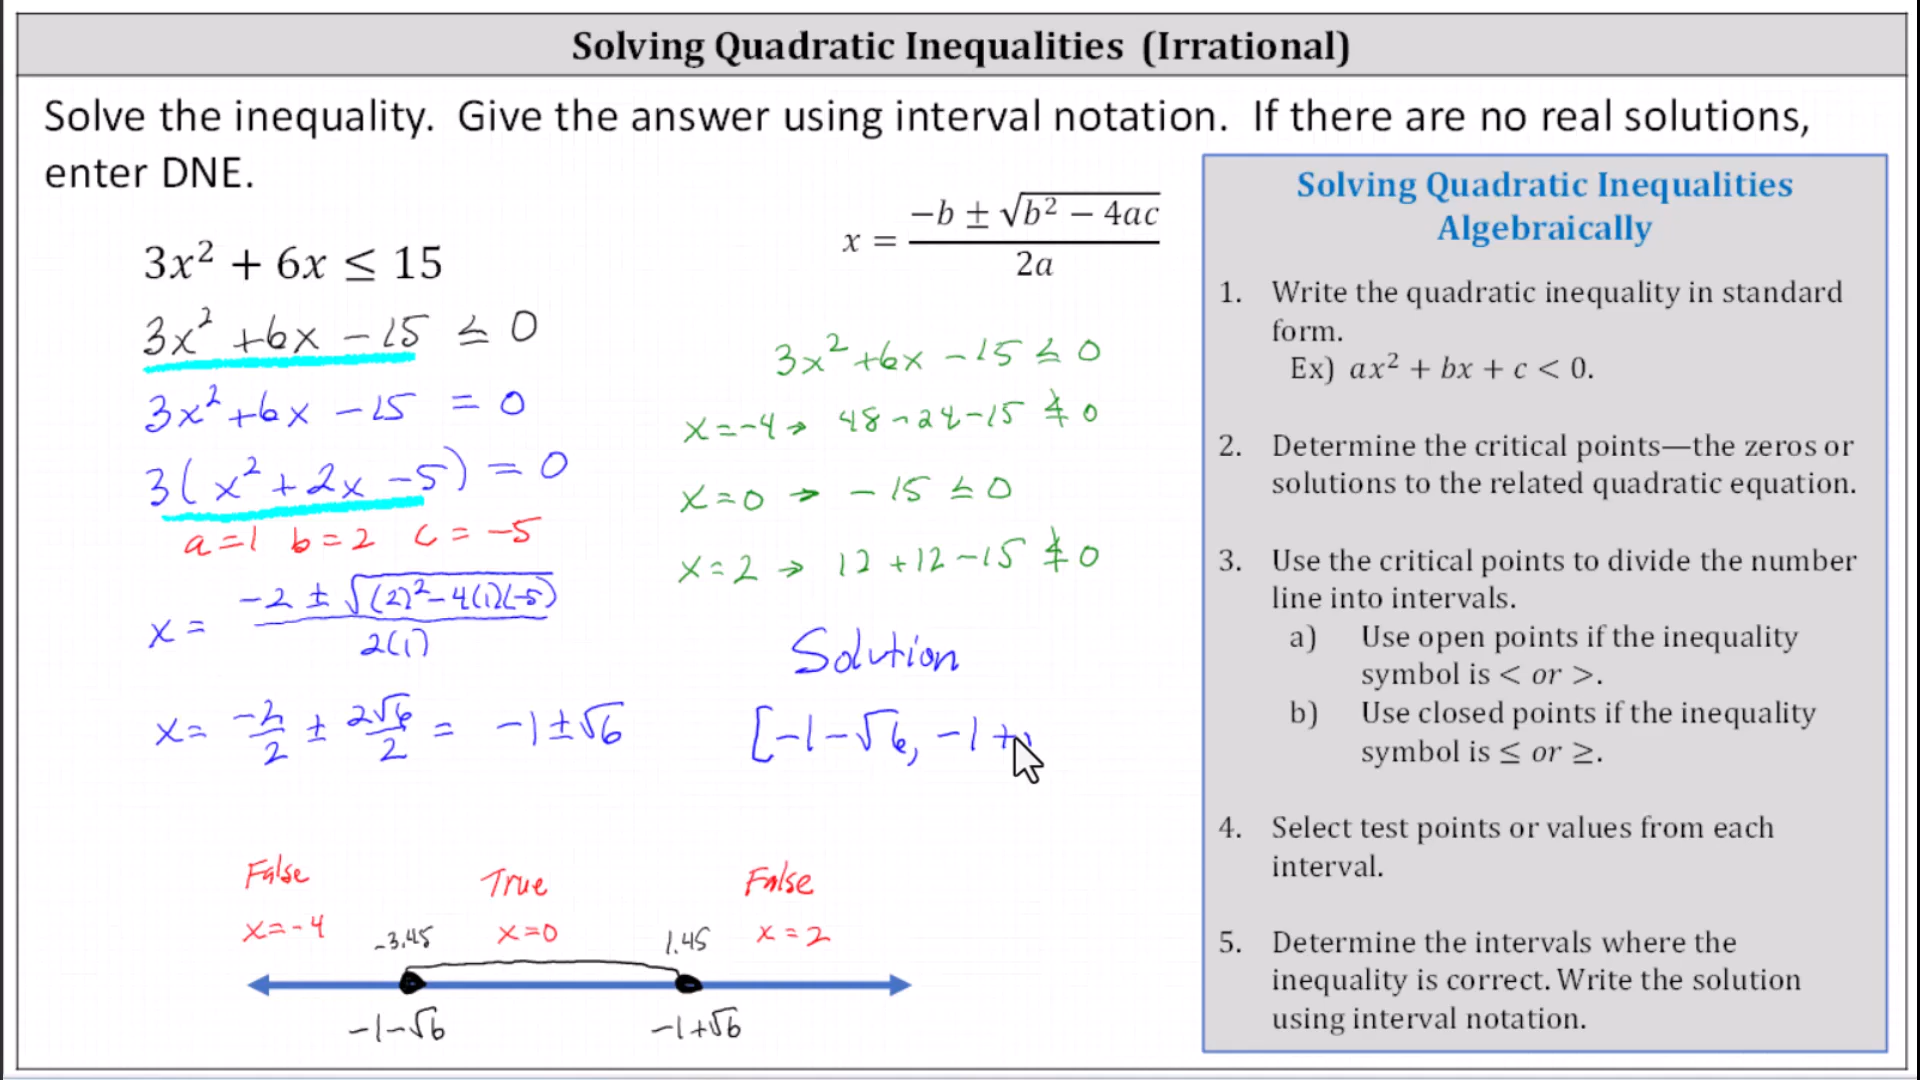 Solving Quadratic Inequalities (Irrational)
Solve the inequality. Give the answer using interval notation. If there are no real solutions,
enter DNE.
x = (−b ± √(b² − 4ac)) / 2a
3x² + 6x ≤ 15
3x² + 6x − 15 ≤ 0
3x² + 6x − 15 = 0
3(x² + 2x − 5) = 0
a = 1 b = 2 c = −5
x = (−2 ± √((2)² − 4(1)(−5))) / 2(1)
x = −2/2 ± 2√6/2 = −1 ± √6
3x² + 6x − 15 ≤ 0
x = −4 → 48 − 24 − 15 ≰ 0
x = 0 → −15 ≤ 0
x = 2 → 12 + 12 − 15 ≰ 0
Solution
[−1 − √6, −1 +
False True False
x = −4 −3.45 x = 0 1.45 x = 2
−1 − √6 −1 + √6
Solving Quadratic Inequalities
Algebraically
1. Write the quadratic inequality in standard
form.
Ex) ax² + bx + c < 0.
2. Determine the critical points—the zeros or
solutions to the related quadratic equation.
3. Use the critical points to divide the number
line into intervals.
a) Use open points if the inequality
symbol is < or >.
b) Use closed points if the inequality
symbol is ≤ or ≥.
4. Select test points or values from each
interval.
5. Determine the intervals where the
inequality is correct. Write the solution
using interval notation.